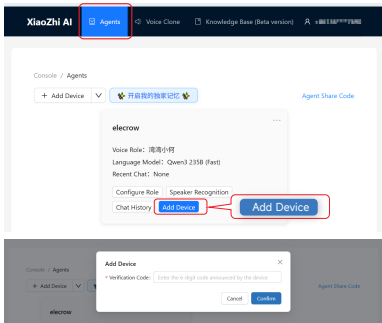 XiaoZhi AI Agents Voice Clone Knowledge Base (Beta version)
Console / Agents
+ Add Device 开启我的独家记忆 Agent Share Code
elecrow
Voice Role: 湾湾小何
Language Model: Qwen3 235B (Fast)
Recent Chat: None
Configure Role Speaker Recognition
Chat History Add Device Add Device
Add Device
Console / Agents
* Verification Code: Enter the 6-digit code announced by the device
+ Add Device Agent Share Code
Cancel Confirm
elecrow